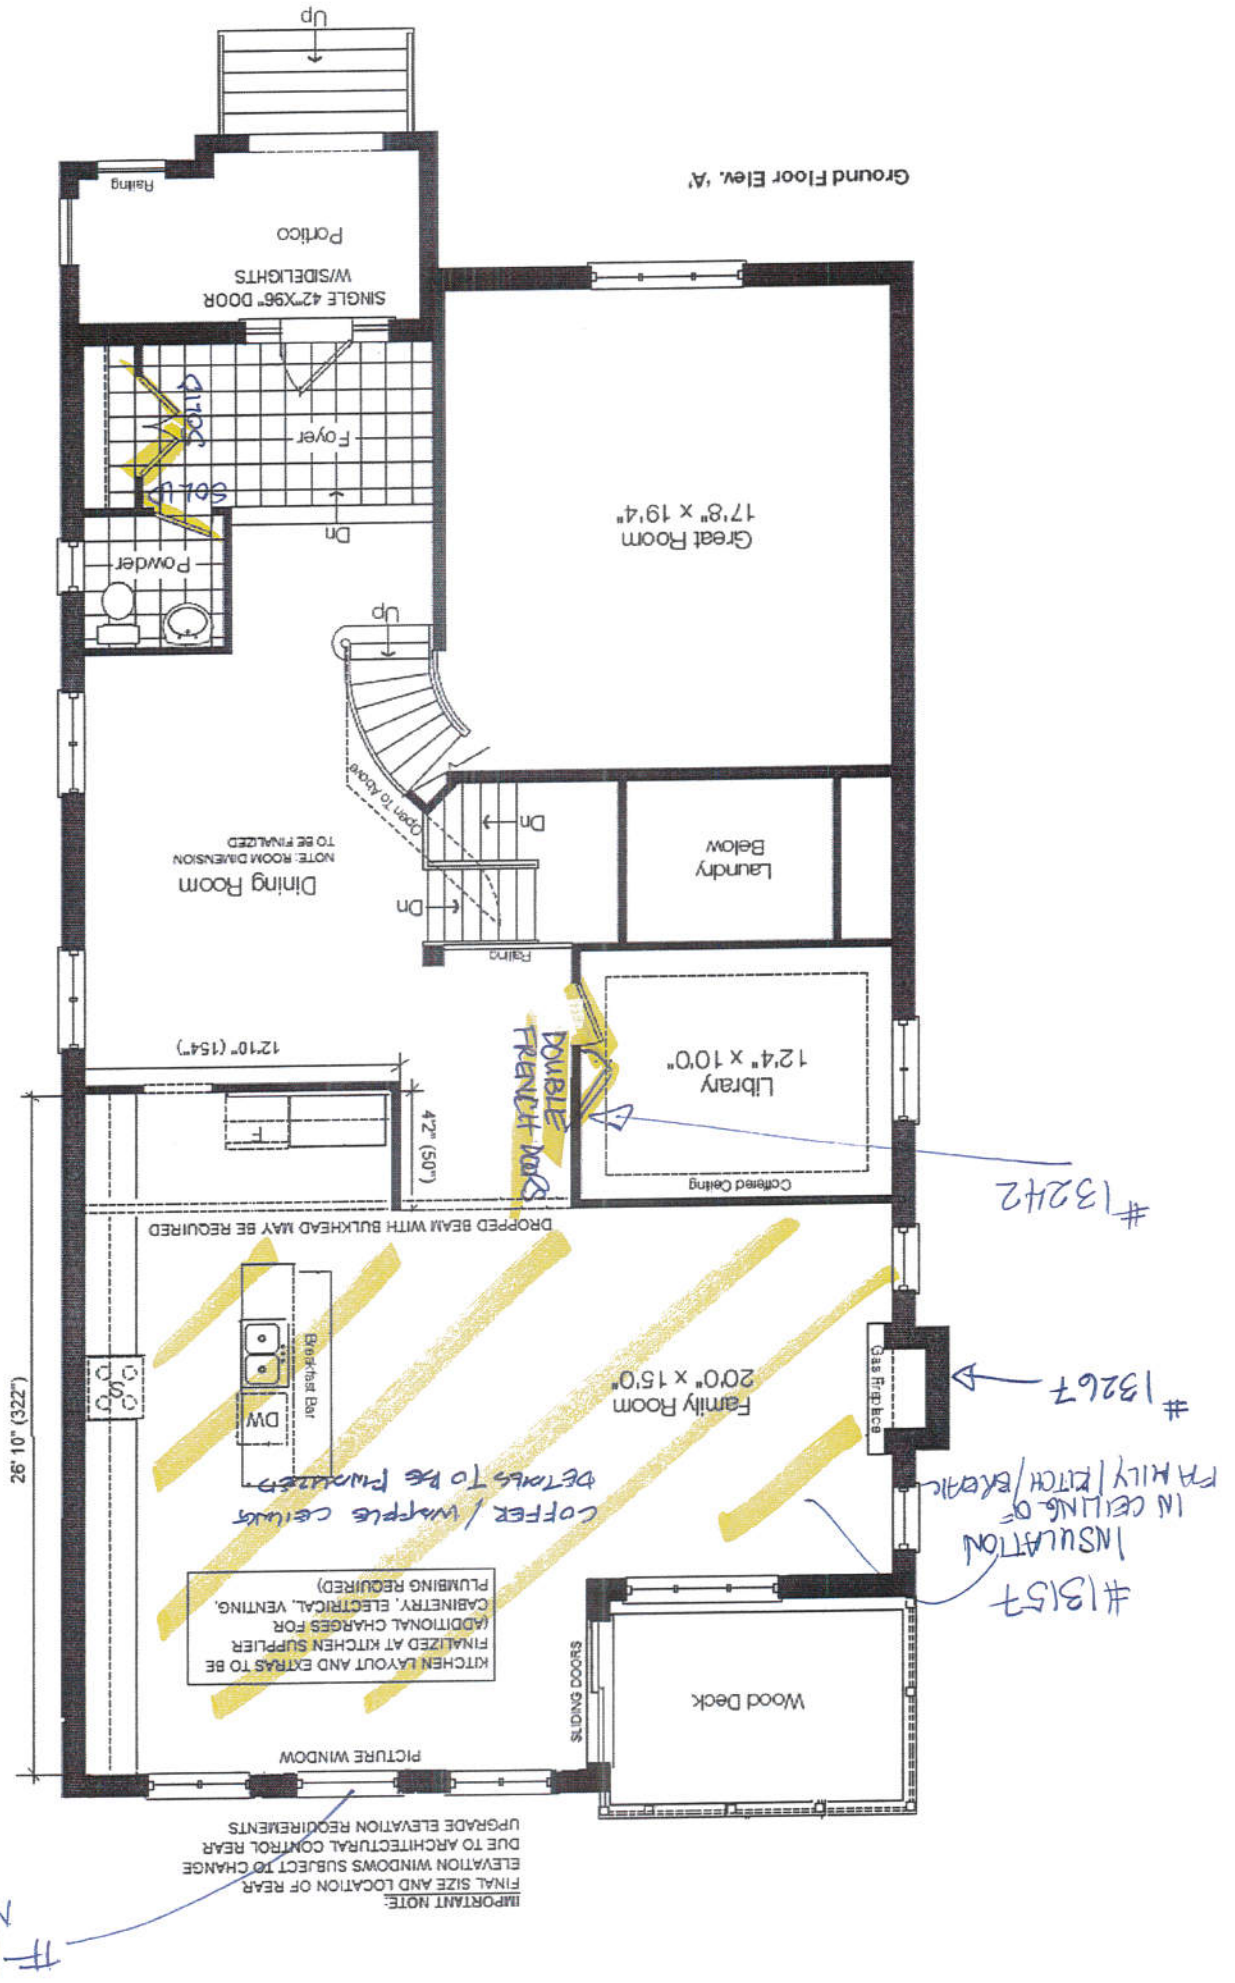 #
IMPORTANT NOTE:
FINAL SIZE AND LOCATION OF REAR
ELEVATION WINDOWS SUBJECT TO CHANGE
DUE TO ARCHITECTURAL CONTROL REAR
UPGRADE ELEVATION REQUIREMENTS
PICTURE WINDOW
Wood Deck
SLIDING DOORS
KITCHEN LAYOUT AND EXTRAS TO BE
FINALIZED AT KITCHEN SUPPLIER
(ADDITIONAL CHARGES FOR
CABINETRY, ELECTRICAL, VENTING,
PLUMBING REQUIRED)
#13157
INSULATION
IN CEILING OF
FAMILY/KITCH/BREAK
COFFER / WAFFLE CEILING
DETAILS TO BE FINALIZED
#13267
Gas Fireplace
Family Room
20'0" x 15'0"
Breakfast Bar
DW
S
26' 10" (322")
DROPPED BEAM WITH BULKHEAD MAY BE REQUIRED
#13242
Coffered Ceiling
Library
12'4" x 10'0"
DOUBLE
FRENCH DOORS
4'2" (50")
F
12'10" (154")
Railing
Dn
Dining Room
NOTE: ROOM DIMENSION
TO BE FINALIZED
Laundry
Below
Dn
Open To Above
Up
Great Room
17'8" x 19'4"
Powder
Dn
SOLID
Foyer
SOLID
SINGLE 42"X96" DOOR
W/SIDELIGHTS
Portico
Railing
Ground Floor Elev. 'A'
Up